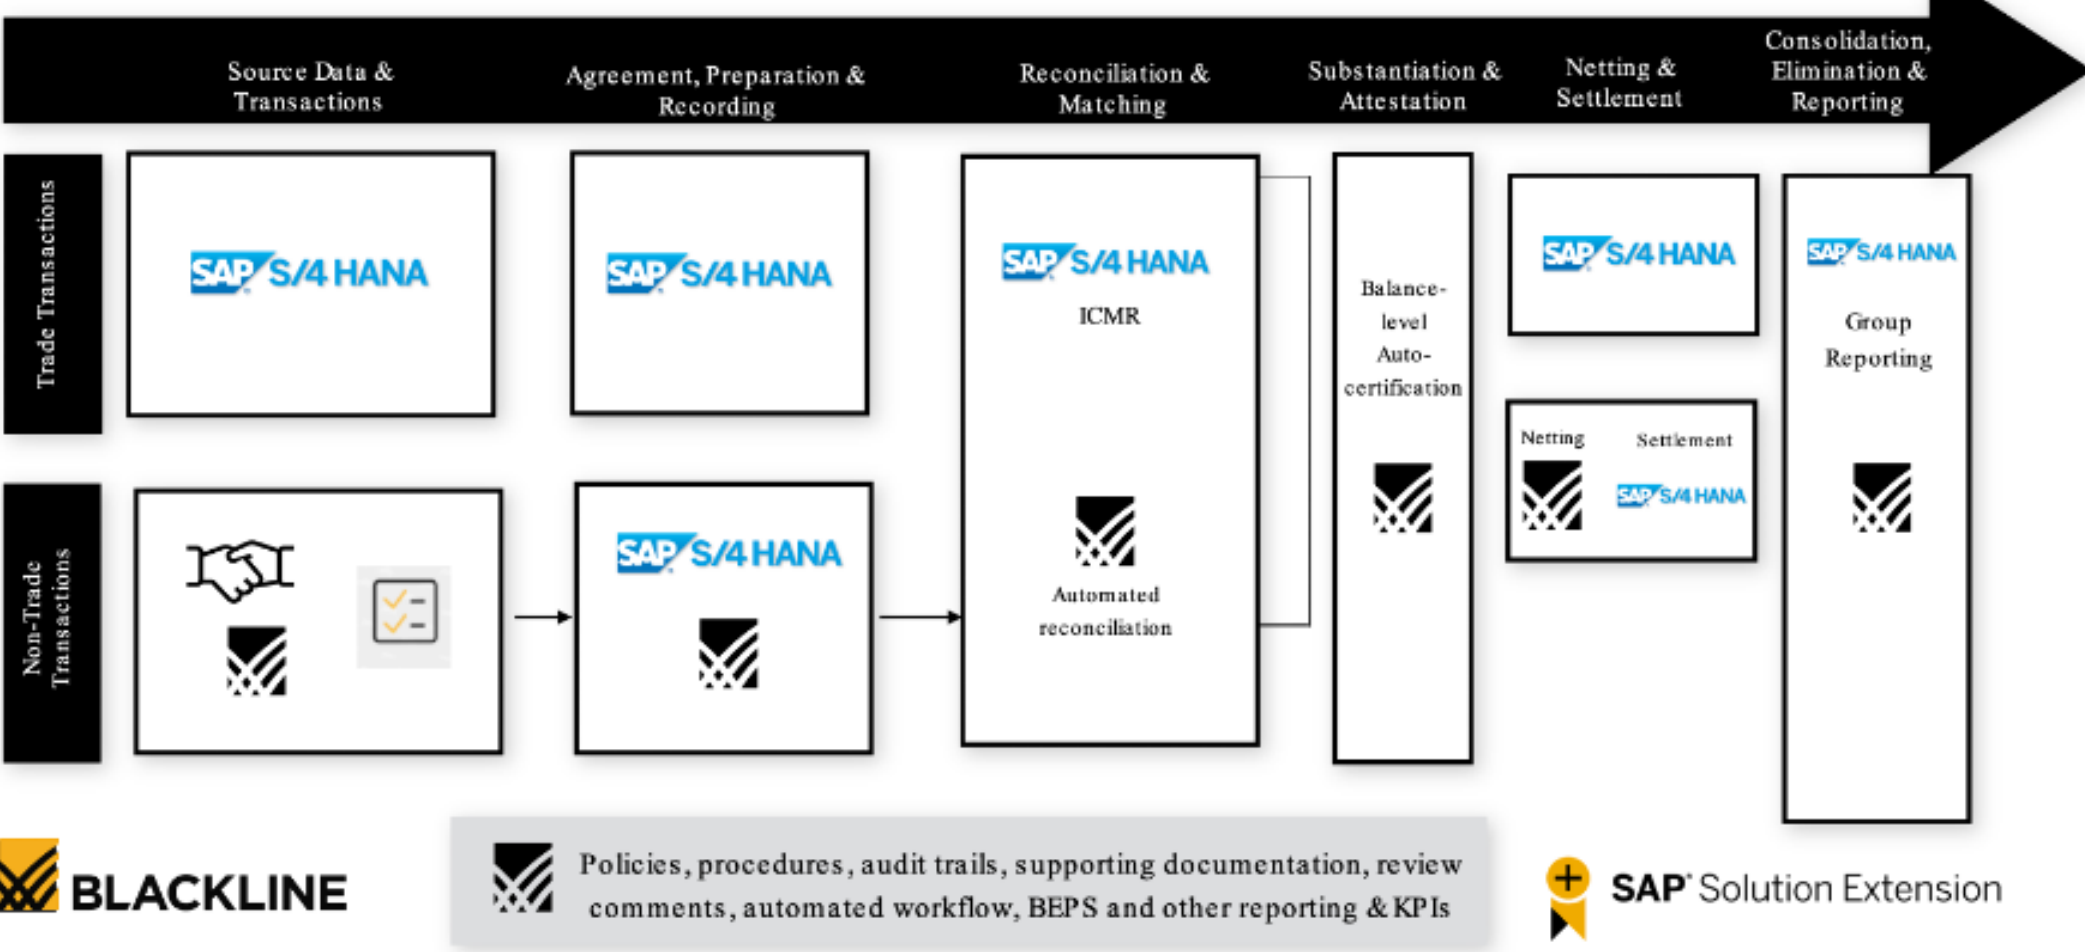 Source Data &
Transactions
Agreement, Preparation &
Recording
Reconciliation &
Matching
Substantiation &
Attestation
Netting &
Settlement
Consolidation,
Elimination &
Reporting
Trade Transactions
SAP S/4 HANA
SAP S/4 HANA
SAP S/4 HANA
ICMR
Automated
reconciliation
Balance-
level
Auto-
certification
SAP S/4 HANA
Netting
Settlement
SAP S/4 HANA
SAP S/4 HANA
Group
Reporting
Non-Trade
Transactions
SAP S/4 HANA
BLACKLINE
Policies, procedures, audit trails, supporting documentation, review
comments, automated workflow, BEPS and other reporting & KPIs
SAP Solution Extension